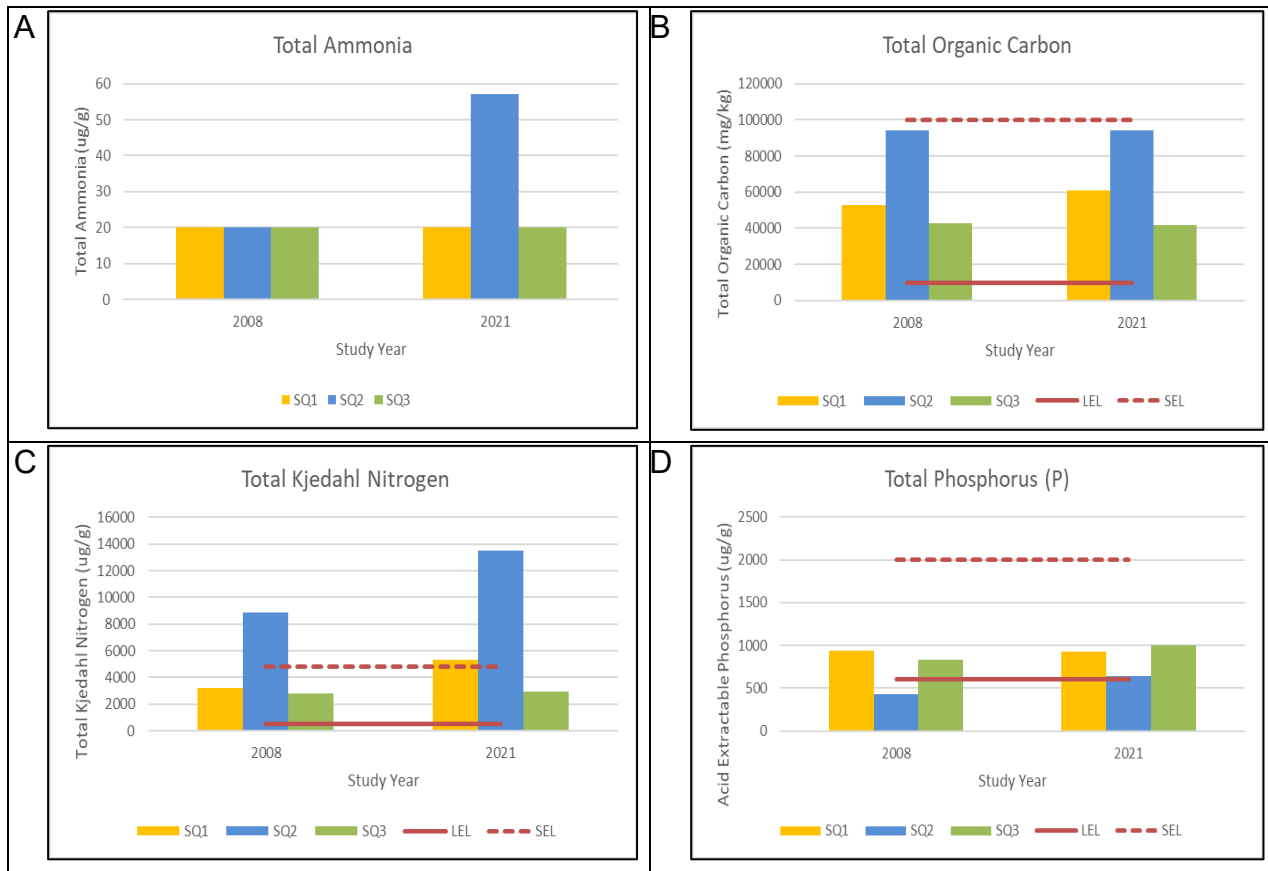 A
Total Ammonia
Total Ammonia (ug/g)
60
50
40
30
20
10
0
2008 2021
Study Year
SQ1 SQ2 SQ3
B
Total Organic Carbon
Total Organic Carbon (mg/kg)
120000
100000
80000
60000
40000
20000
0
2008 2021
Study Year
SQ1 SQ2 SQ3 LEL SEL
C
Total Kjedahl Nitrogen
Total Kjedahl Nitrogen (ug/g)
16000
14000
12000
10000
8000
6000
4000
2000
0
2008 2021
Study Year
SQ1 SQ2 SQ3 LEL SEL
D
Total Phosphorus (P)
Acid Extractable Phosphorus (ug/g)
2500
2000
1500
1000
500
0
2008 2021
Study Year
SQ1 SQ2 SQ3 LEL SEL